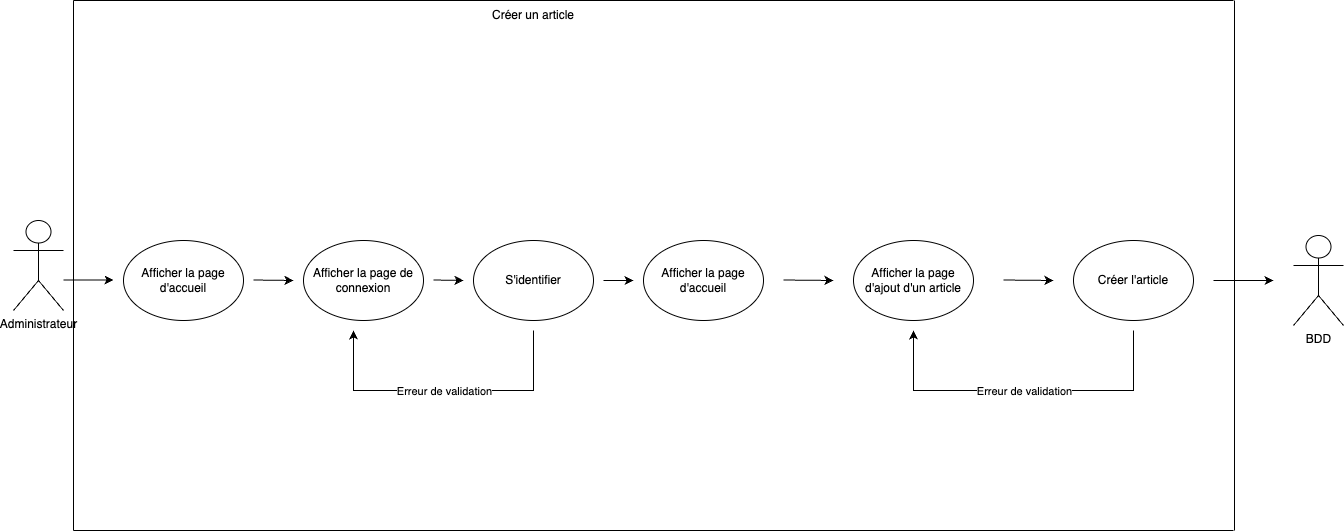 Créer un article
Administrateur
Afficher la page
d'accueil
Afficher la page de
connexion
S'identifier
Afficher la page
d'accueil
Afficher la page
d'ajout d'un article
Créer l'article
BDD
Erreur de validation
Erreur de validation